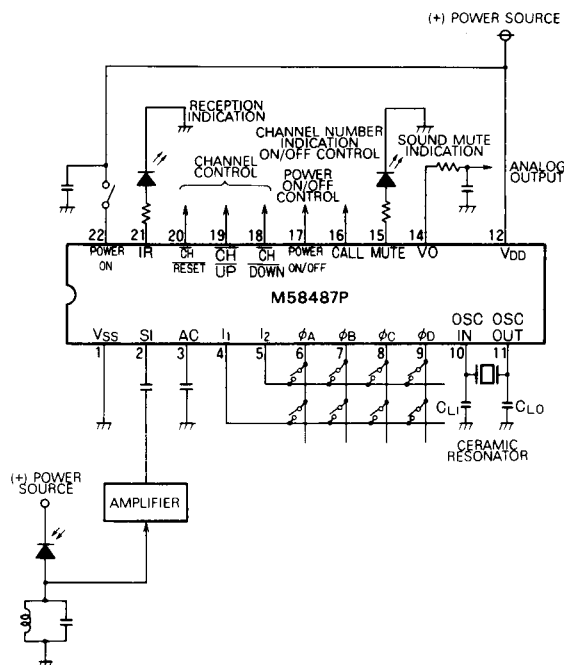 (+) POWER SOURCE
RECEPTION
INDICATION
CHANNEL NUMBER
INDICATION
ON/OFF CONTROL
SOUND MUTE
INDICATION
CHANNEL
CONTROL
POWER
ON/OFF
CONTROL
ANALOG
OUTPUT
22 21 20 19 18 17 16 15 14 12
POWER ON IR CH RESET CH UP CH DOWN POWER ON/OFF CALL MUTE VO VDD
M58487P
VSS SI AC I1 I2 φA φB φC φD OSC IN OSC OUT
1 2 3 4 5 6 7 8 9 10 11
CLI CLO
CERAMIC
RESONATOR
(+) POWER
SOURCE
AMPLIFIER